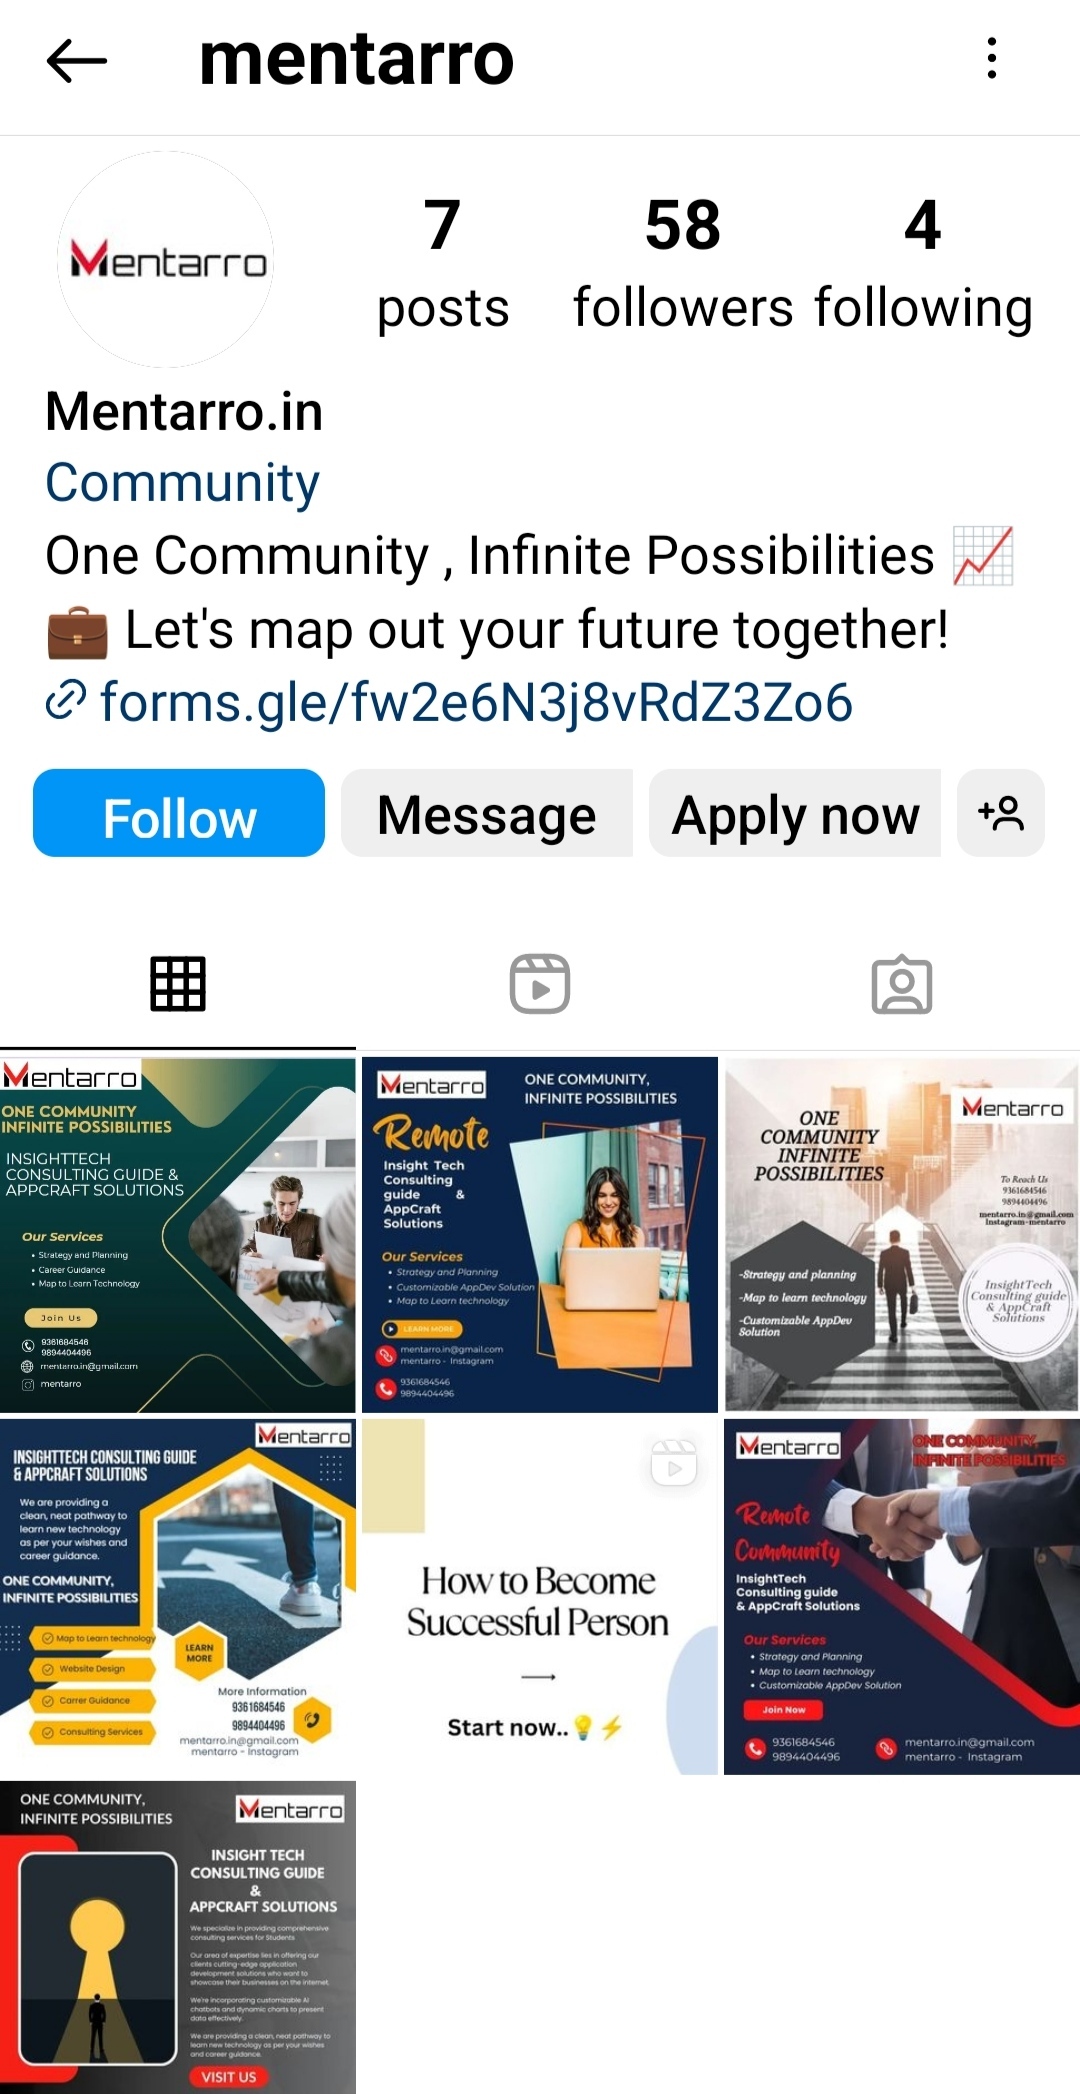 mentarro
Mentarro
7
posts
58
followers
4
following
Mentarro.in
Community
One Community , Infinite Possibilities 📈
💼 Let's map out your future together!
forms.gle/fw2e6N3j8vRdZ3Zo6
Follow
Message
Apply now
Mentarro
ONE COMMUNITY
INFINITE POSSIBILITIES
INSIGHTTECH
CONSULTING GUIDE &
APPCRAFT SOLUTIONS
Our Services
• Strategy and Planning
• Career Guidance
• Map to Learn Technology
Join Us
9361684546
9894404496
mentarro.in@gmail.com
mentarro
Mentarro
ONE COMMUNITY,
INFINITE POSSIBILITIES
Remote
Insight Tech
Consulting
guide &
AppCraft
Solutions
Our Services
• Strategy and Planning
• Customizable AppDev Solution
• Map to Learn technology
LEARN MORE
mentarro.in@gmail.com
mentarro - Instagram
9361684546
9894404496
Mentarro
ONE
COMMUNITY
INFINITE
POSSIBILITIES
To Reach Us
9361684546
9894404496
mentarro.in@gmail.com
Instagram-mentarro
-Strategy and planning
-Map to learn technology
-Customizable AppDev
Solution
InsightTech
Consulting guide
& AppCraft
Solutions
Mentarro
INSIGHTTECH CONSULTING GUIDE
& APPCRAFT SOLUTIONS
We are providing a
clean, neat pathway to
learn new technology
as per your wishes and
career guidance.
ONE COMMUNITY,
INFINITE POSSIBILITIES
Map to Learn technology
Website Design
Carrer Guidance
Consulting Services
LEARN
MORE
More Information
9361684546
9894404496
mentarro.in@gmail.com
mentarro - Instagram
How to Become
Successful Person
Start now..💡⚡
Mentarro
ONE COMMUNITY,
INFINITE POSSIBILITIES
Remote
Community
InsightTech
Consulting guide
& AppCraft Solutions
Our Services
• Strategy and Planning
• Map to Learn technology
• Customizable AppDev Solution
Join Now
9361684546
9894404496
mentarro.in@gmail.com
mentarro - Instagram
ONE COMMUNITY,
INFINITE POSSIBILITIES
Mentarro
INSIGHT TECH
CONSULTING GUIDE
&
APPCRAFT SOLUTIONS
We specialize in providing comprehensive
consulting services for Students
Our area of expertise lies in offering our
clients cutting-edge application
development solutions who want to
showcase their businesses on the internet.
We're incorporating customizable AI
chatbots and dynamic charts to present
data effectively.
We are providing a clean, neat pathway to
learn new technology as per your wishes
and career guidance.
VISIT US